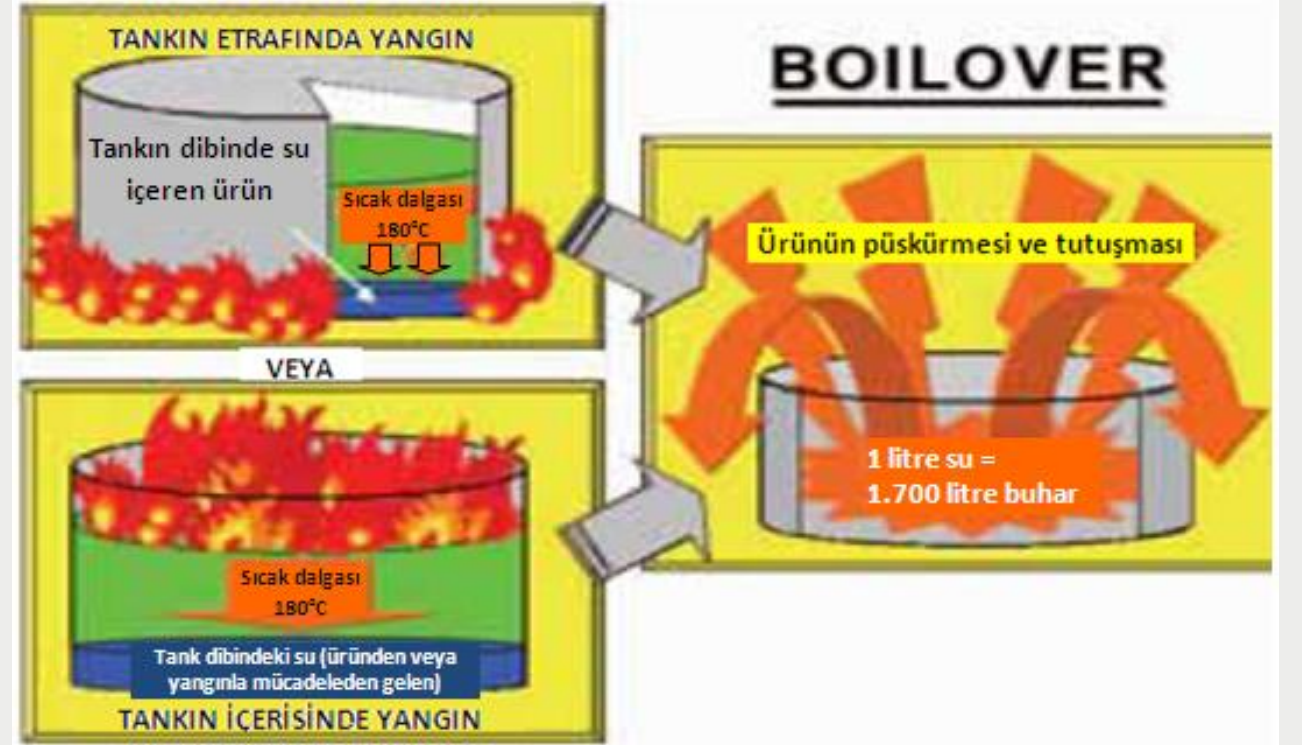 TANKIN ETRAFINDA YANGIN
Tankın dibinde su
içeren ürün
Sıcak dalgası
180°C
VEYA
Sıcak dalgası
180°C
Tank dibindeki su (üründen veya
yangınla mücadeleden gelen)
TANKIN İÇERİSİNDE YANGIN
BOILOVER
Ürünün püskürmesi ve tutuşması
1 litre su =
1.700 litre buhar